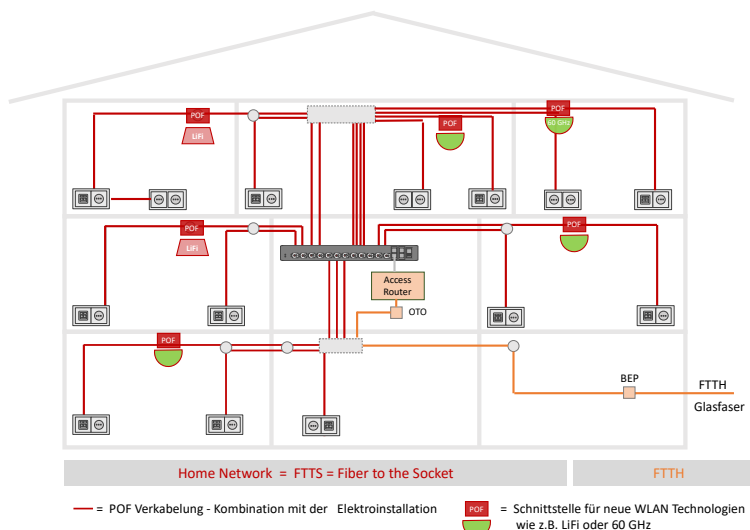 POF
POF
LiFi
POF
60 GHz
POF
LiFi
POF
Access
Router
OTO
POF
BEP
FTTH
Glasfaser
Home Network = FTTS = Fiber to the Socket
FTTH
= POF Verkabelung - Kombination mit der Elektroinstallation
POF
= Schnittstelle für neue WLAN Technologien
wie z.B. LiFi oder 60 GHz